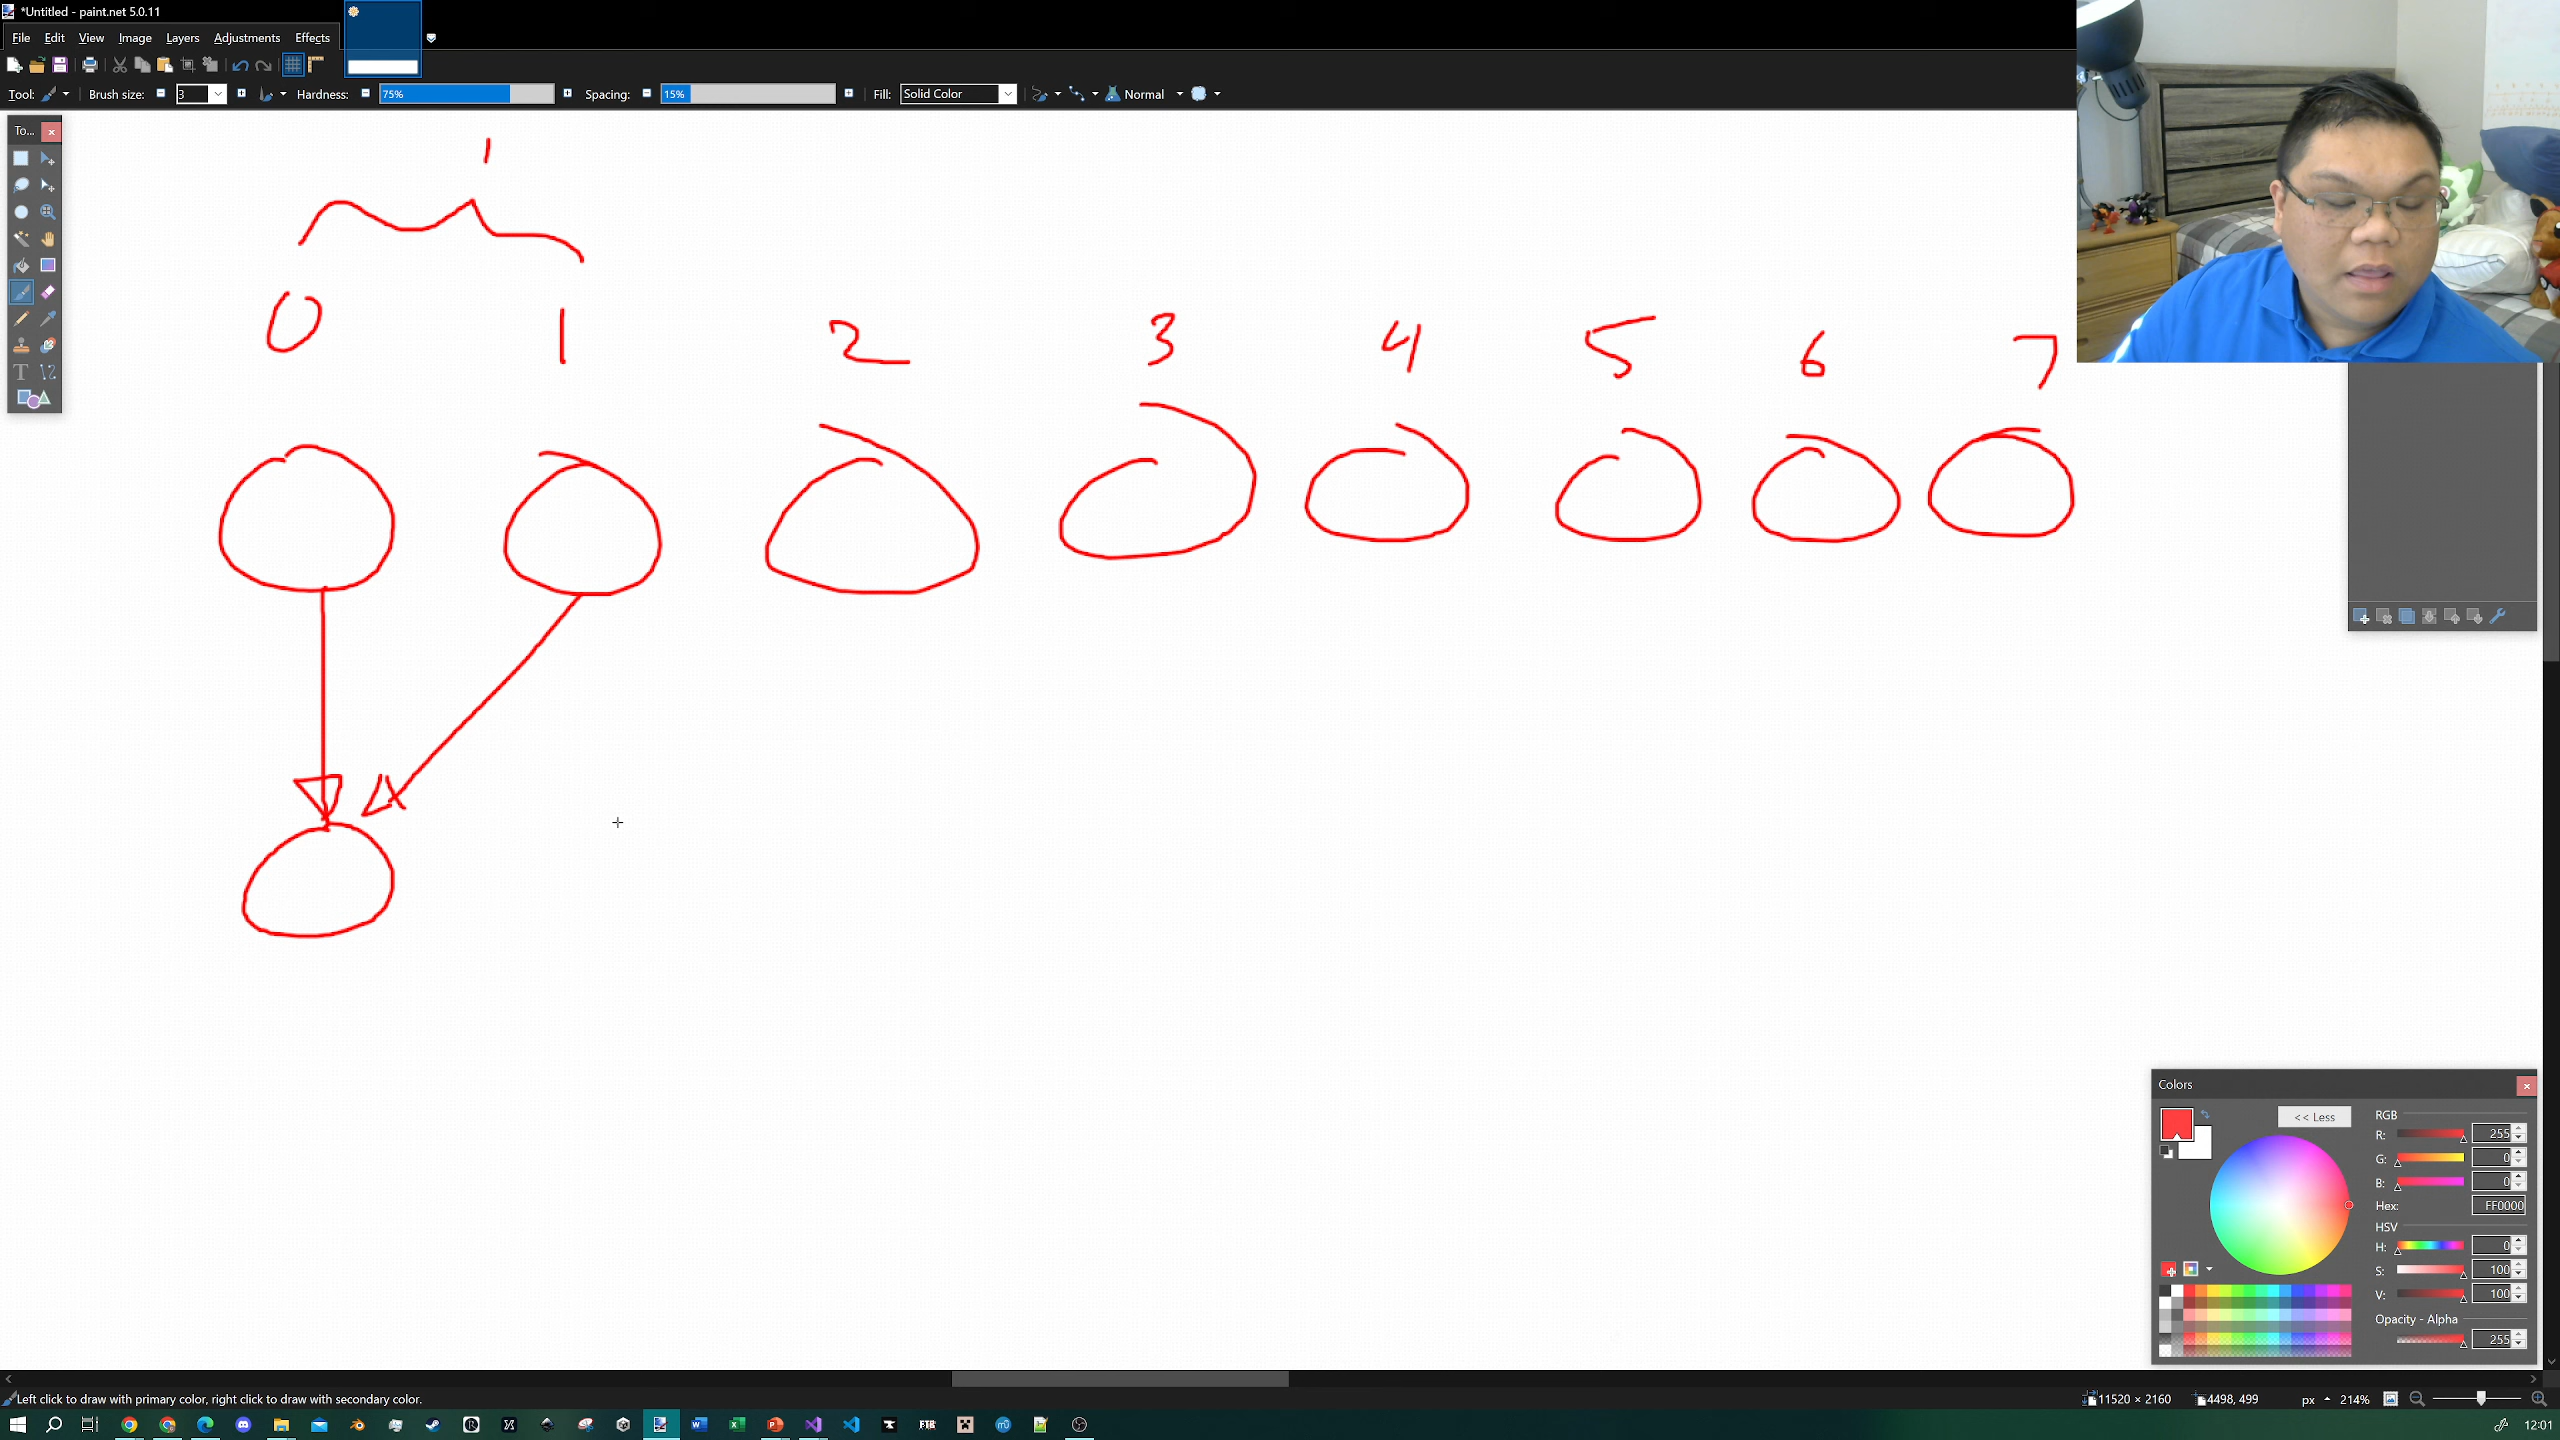 *Untitled - paint.net 5.0.11
File Edit View Image Layers Adjustments Effects
Tool: Brush size: 3 Hardness: 75% Spacing: 15% Fill: Solid Color Normal
To...
1
0 1 2 3 4 5 6 7
Colors
<< Less
RGB
R: 255
G: 0
B: 0
Hex: FF0000
HSV
H: 0
S: 100
V: 100
Opacity - Alpha
255
Left click to draw with primary color, right click to draw with secondary color.
11520 × 2160 4498, 499 px 214%
FTB
12:01